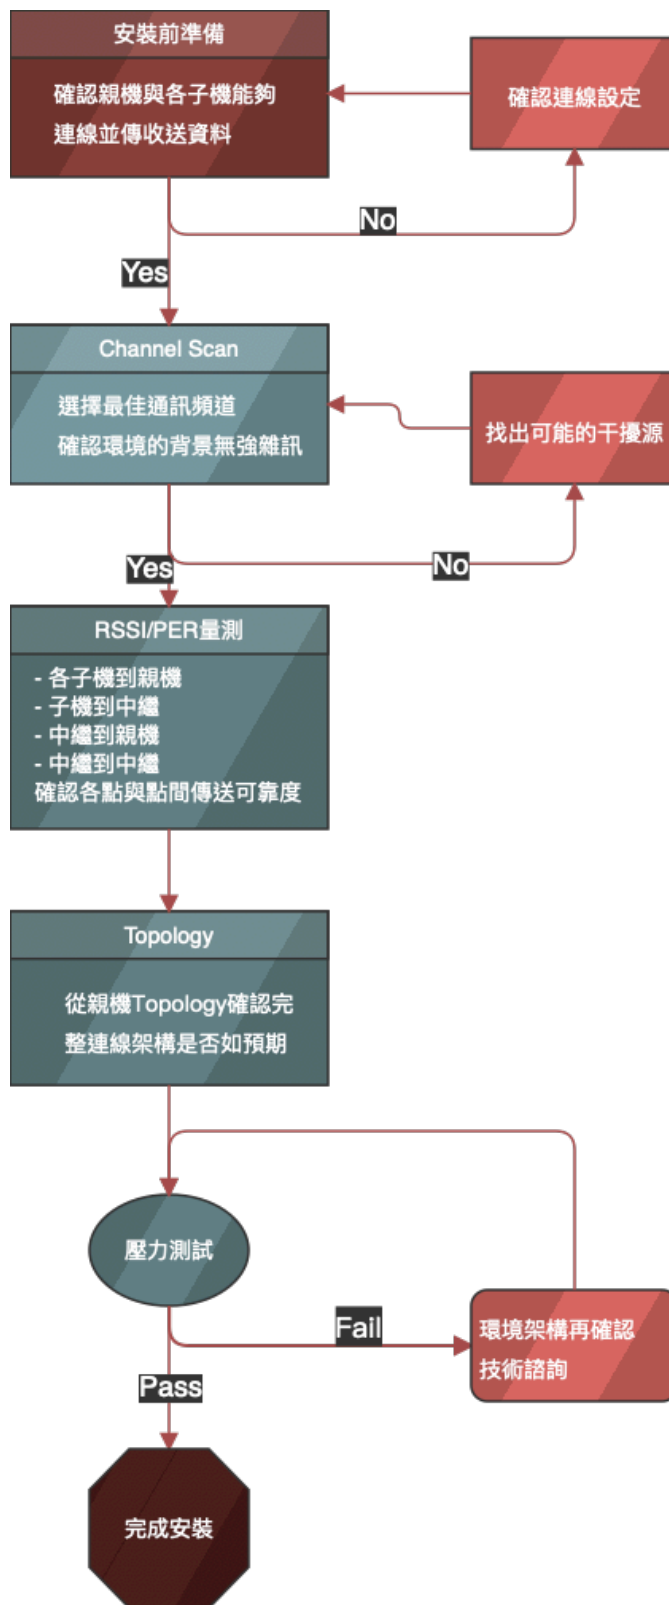 安裝前準備
確認親機與各子機能夠
連線並傳收送資料
確認連線設定
No
Yes
Channel Scan
選擇最佳通訊頻道
確認環境的背景無強雜訊
找出可能的干擾源
Yes
No
RSSI/PER量測
- 各子機到親機
- 子機到中繼
- 中繼到親機
- 中繼到中繼
確認各點與點間傳送可靠度
Topology
從親機Topology確認完
整連線架構是否如預期
壓力測試
Fail
環境架構再確認
技術諮詢
Pass
完成安裝